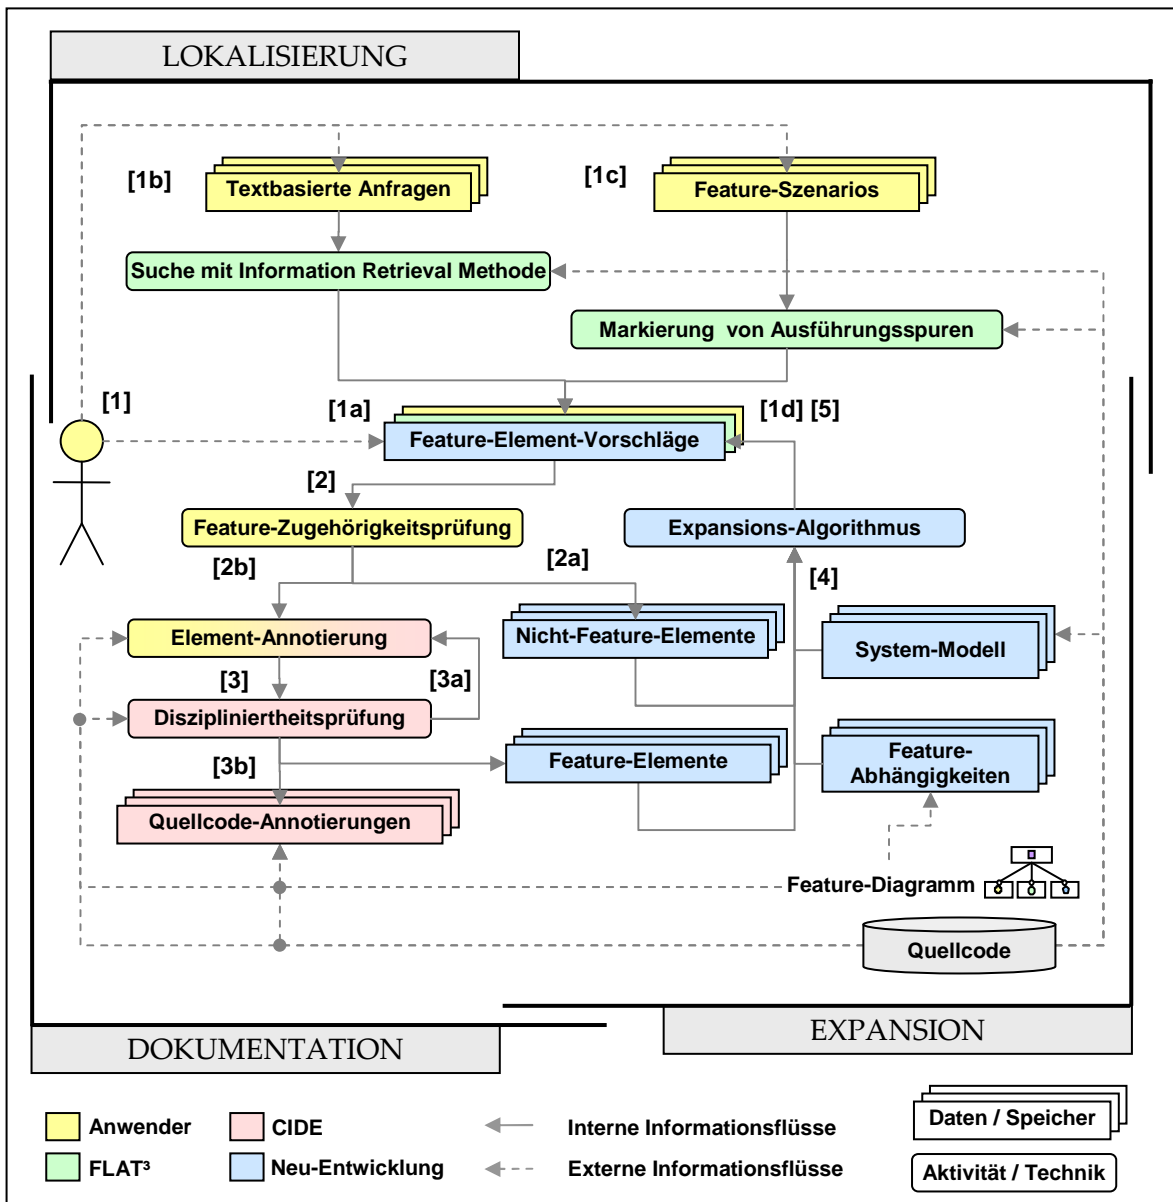 LOKALISIERUNG
[1b]
Textbasierte Anfragen
[1c]
Feature-Szenarios
Suche mit Information Retrieval Methode
Markierung von Ausführungsspuren
[1]
[1a]
[1d] [5]
Feature-Element-Vorschläge
[2]
Feature-Zugehörigkeitsprüfung
Expansions-Algorithmus
[2b]
[2a]
[4]
Element-Annotierung
Nicht-Feature-Elemente
System-Modell
[3]
[3a]
Diszipliniertheitsprüfung
[3b]
Feature-Elemente
Feature-
Abhängigkeiten
Quellcode-Annotierungen
Feature-Diagramm
Quellcode
DOKUMENTATION
EXPANSION
Anwender
CIDE
Interne Informationsflüsse
Daten / Speicher
FLAT³
Neu-Entwicklung
Externe Informationsflüsse
Aktivität / Technik